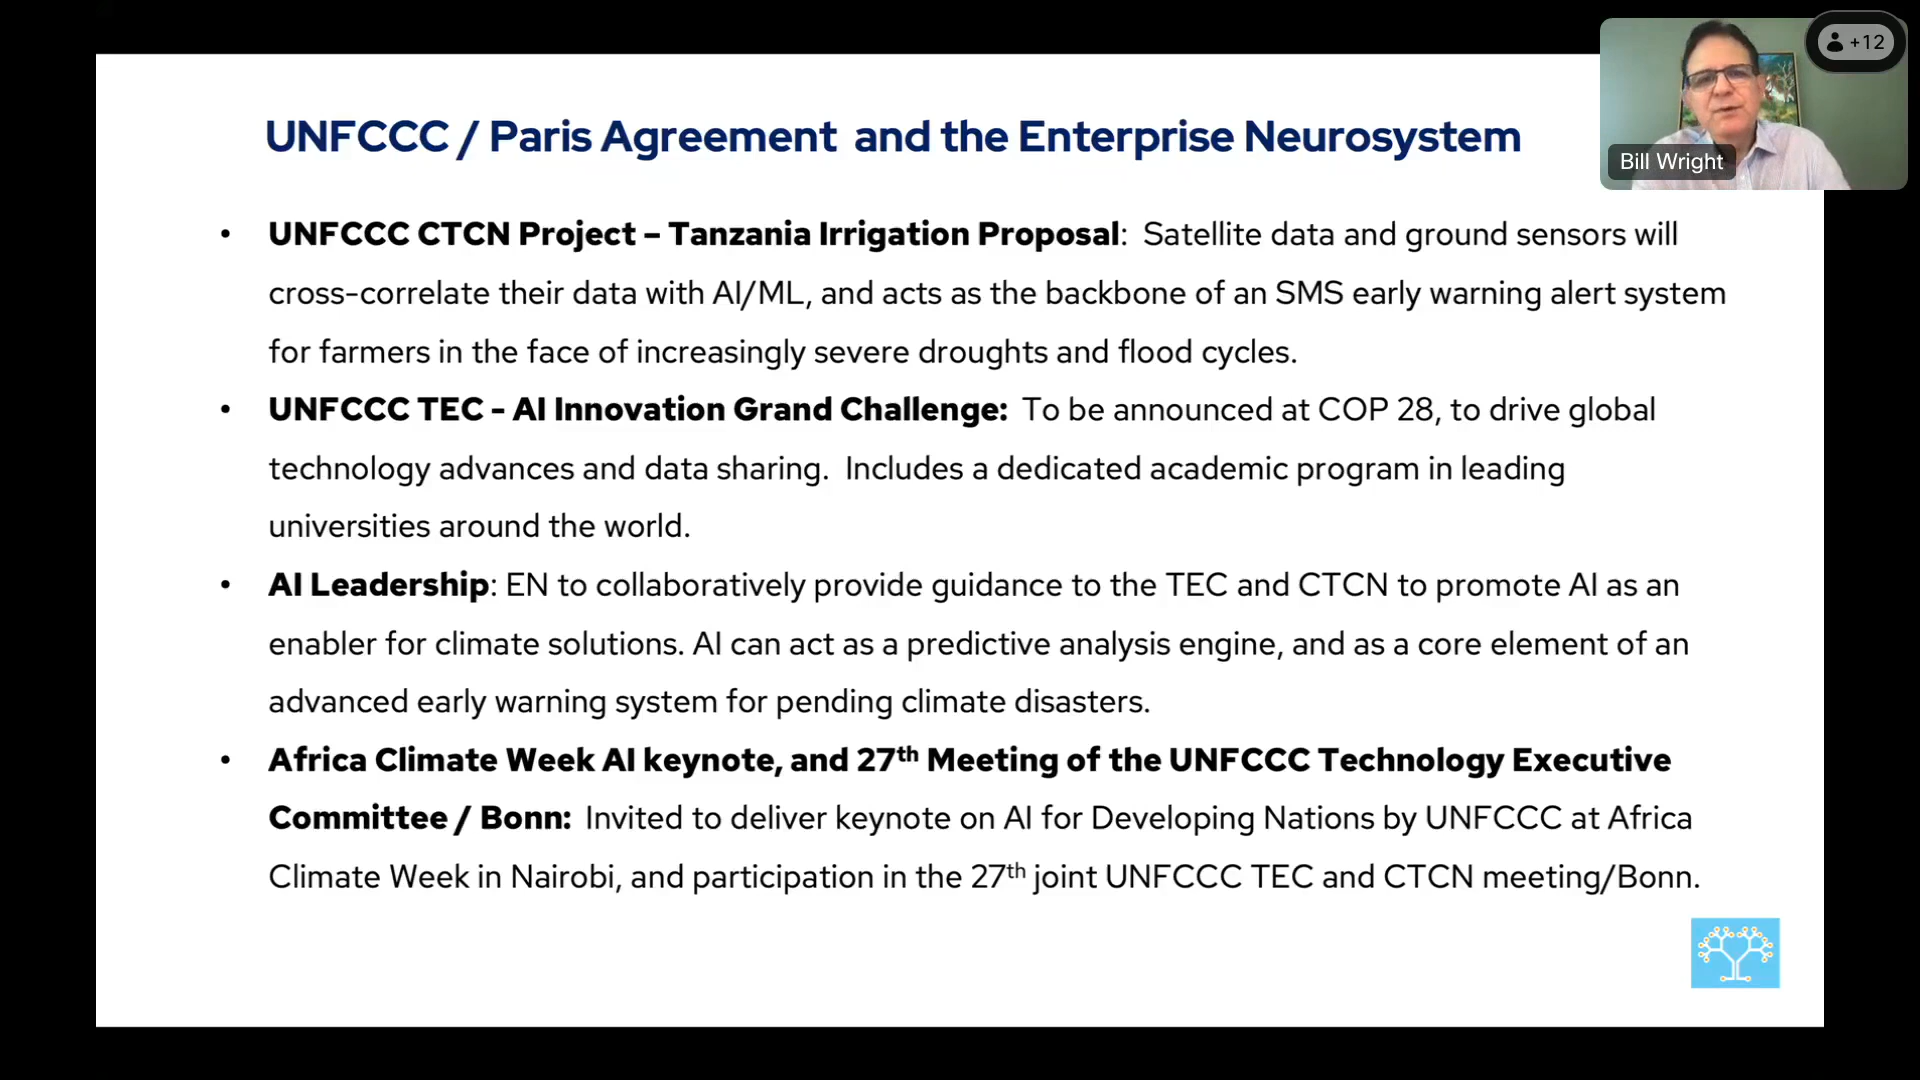 UNFCCC / Paris Agreement and the Enterprise Neurosystem
+12
Bill Wright
• UNFCCC CTCN Project – Tanzania Irrigation Proposal: Satellite data and ground sensors will
cross-correlate their data with AI/ML, and acts as the backbone of an SMS early warning alert system
for farmers in the face of increasingly severe droughts and flood cycles.
• UNFCCC TEC - AI Innovation Grand Challenge: To be announced at COP 28, to drive global
technology advances and data sharing. Includes a dedicated academic program in leading
universities around the world.
• AI Leadership: EN to collaboratively provide guidance to the TEC and CTCN to promote AI as an
enabler for climate solutions. AI can act as a predictive analysis engine, and as a core element of an
advanced early warning system for pending climate disasters.
• Africa Climate Week AI keynote, and 27th Meeting of the UNFCCC Technology Executive
Committee / Bonn: Invited to deliver keynote on AI for Developing Nations by UNFCCC at Africa
Climate Week in Nairobi, and participation in the 27th joint UNFCCC TEC and CTCN meeting/Bonn.